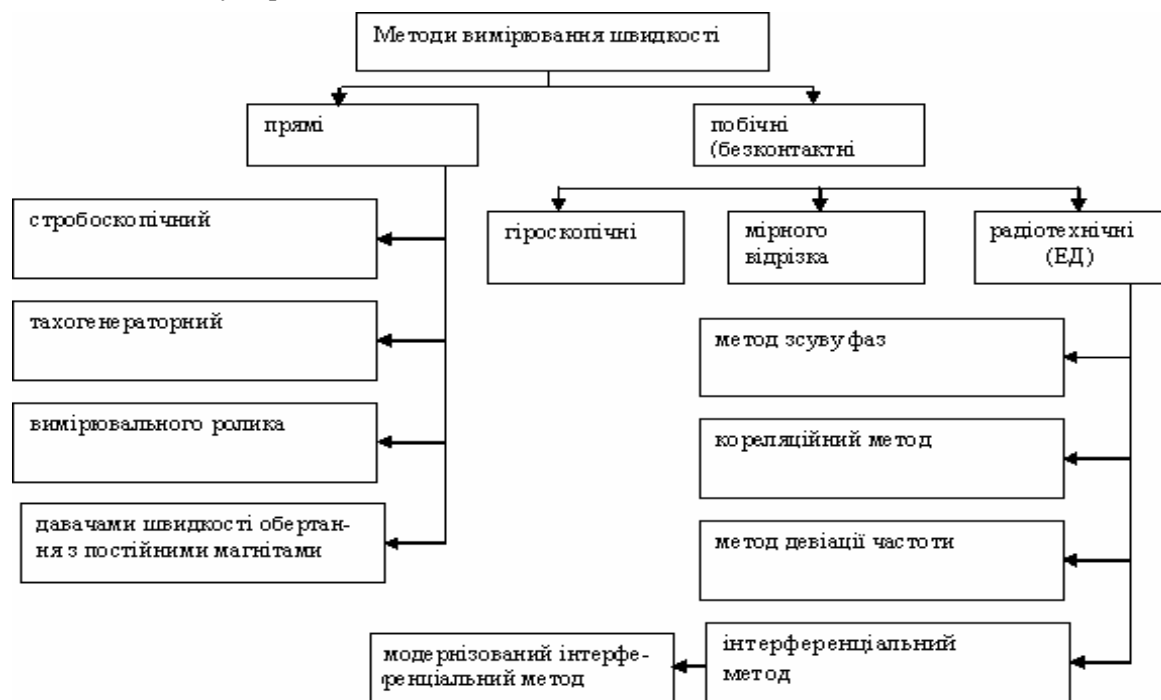 Методи вимірювання швидкості
прямі
побічні
(безконтактні
стробоскопічний
гіроскопічні
мірного
відрізка
радіотехнічні
(ЕД)
тахогенераторний
метод зсуву фаз
вимірювального ролика
кореляційний метод
давачами швидкості обертан-
ня з постійними магнітами
метод девіації частоти
модернізований інтерфе-
ренціальний метод
інтерференціальний
метод